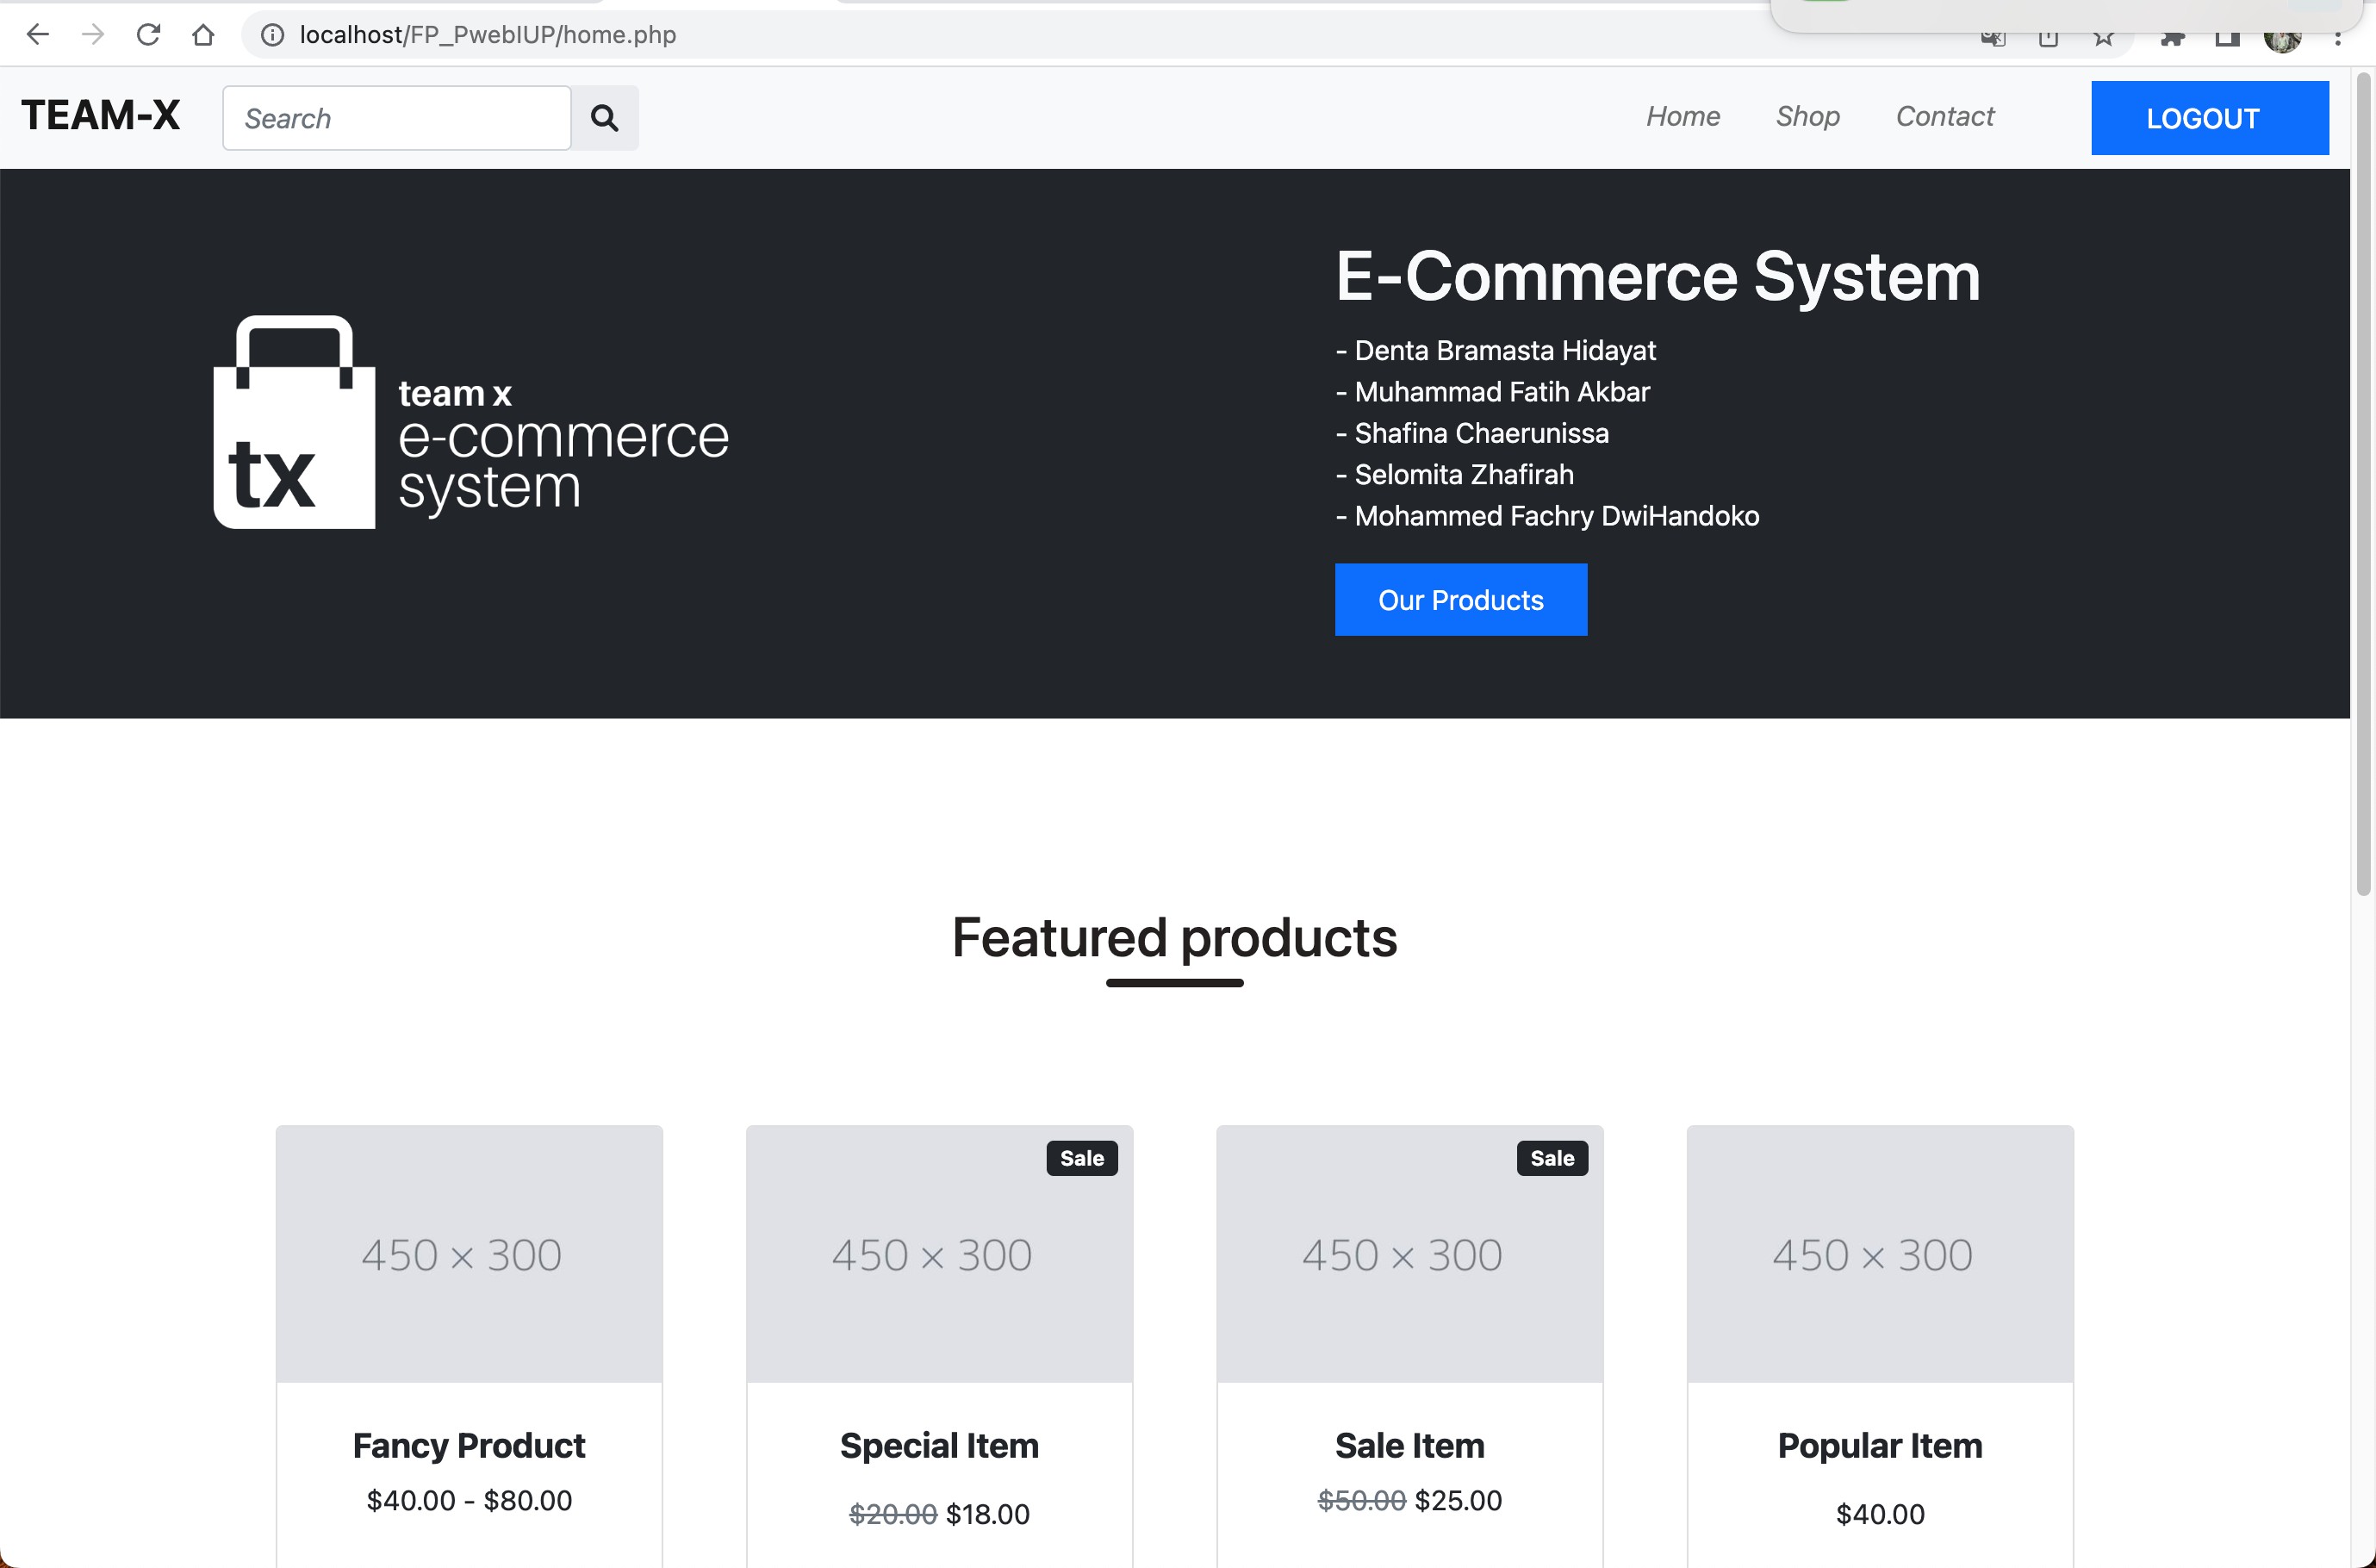 localhost/FP_PwebIUP/home.php
TEAM-X
Search
Home Shop Contact
LOGOUT
tx
team x
e-commerce
system
E-Commerce System
- Denta Bramasta Hidayat
- Muhammad Fatih Akbar
- Shafina Chaerunissa
- Selomita Zhafirah
- Mohammed Fachry DwiHandoko
Our Products
Featured products
450 × 300
Fancy Product
$40.00 - $80.00
Sale
450 × 300
Special Item
$20.00 $18.00
Sale
450 × 300
Sale Item
$50.00 $25.00
450 × 300
Popular Item
$40.00